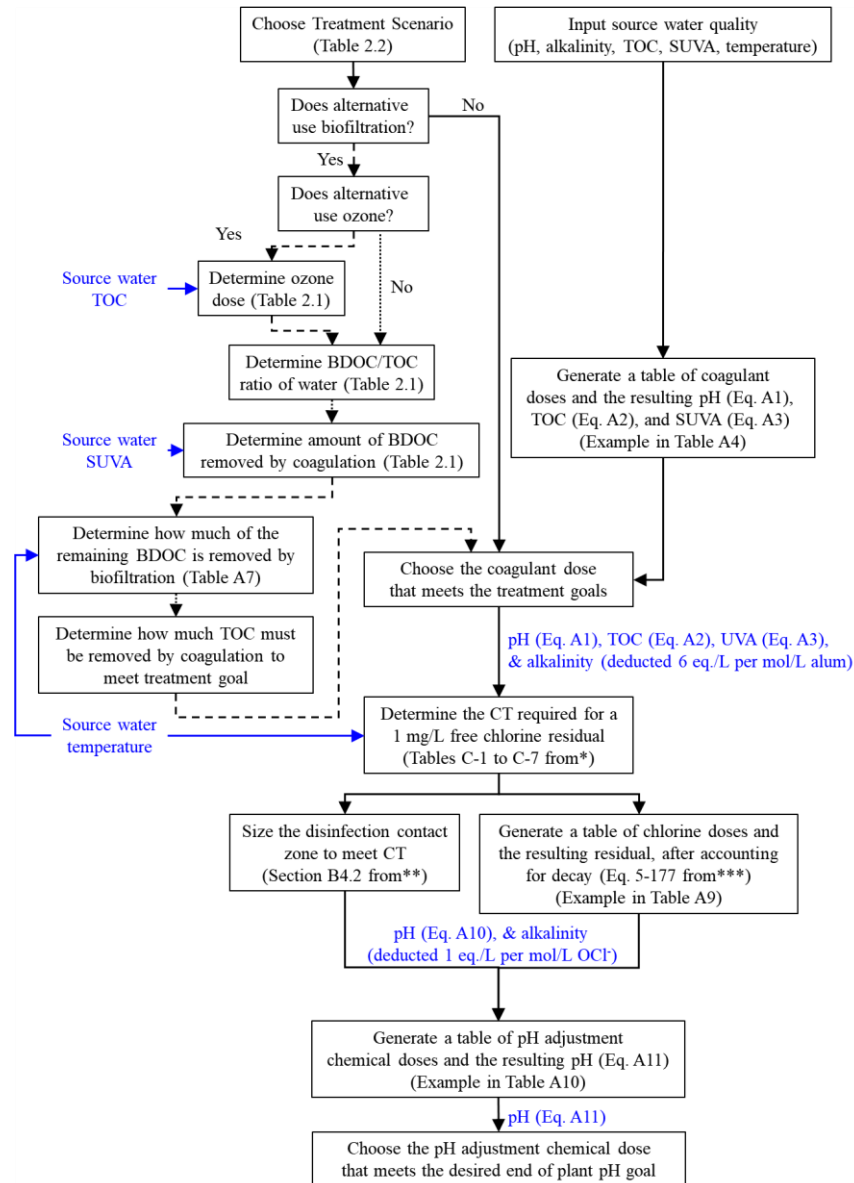 Choose Treatment Scenario
(Table 2.2)
Input source water quality
(pH, alkalinity, TOC, SUVA, temperature)
Does alternative
use biofiltration?
No
Yes
Does alternative
use ozone?
Yes
No
Source water
TOC
Determine ozone
dose (Table 2.1)
Determine BDOC/TOC
ratio of water (Table 2.1)
Generate a table of coagulant
doses and the resulting pH (Eq. A1),
TOC (Eq. A2), and SUVA (Eq. A3)
(Example in Table A4)
Source water
SUVA
Determine amount of BDOC
removed by coagulation (Table 2.1)
Determine how much of the
remaining BDOC is removed by
biofiltration (Table A7)
Choose the coagulant dose
that meets the treatment goals
Determine how much TOC must
be removed by coagulation to
meet treatment goal
pH (Eq. A1), TOC (Eq. A2), UVA (Eq. A3),
& alkalinity (deducted 6 eq./L per mol/L alum)
Source water
temperature
Determine the CT required for a
1 mg/L free chlorine residual
(Tables C-1 to C-7 from*)
Size the disinfection contact
zone to meet CT
(Section B4.2 from**)
Generate a table of chlorine doses and
the resulting residual, after accounting
for decay (Eq. 5-177 from***)
(Example in Table A9)
pH (Eq. A10), & alkalinity
(deducted 1 eq./L per mol/L OCl⁻)
Generate a table of pH adjustment
chemical doses and the resulting pH (Eq. A11)
(Example in Table A10)
pH (Eq. A11)
Choose the pH adjustment chemical dose
that meets the desired end of plant pH goal